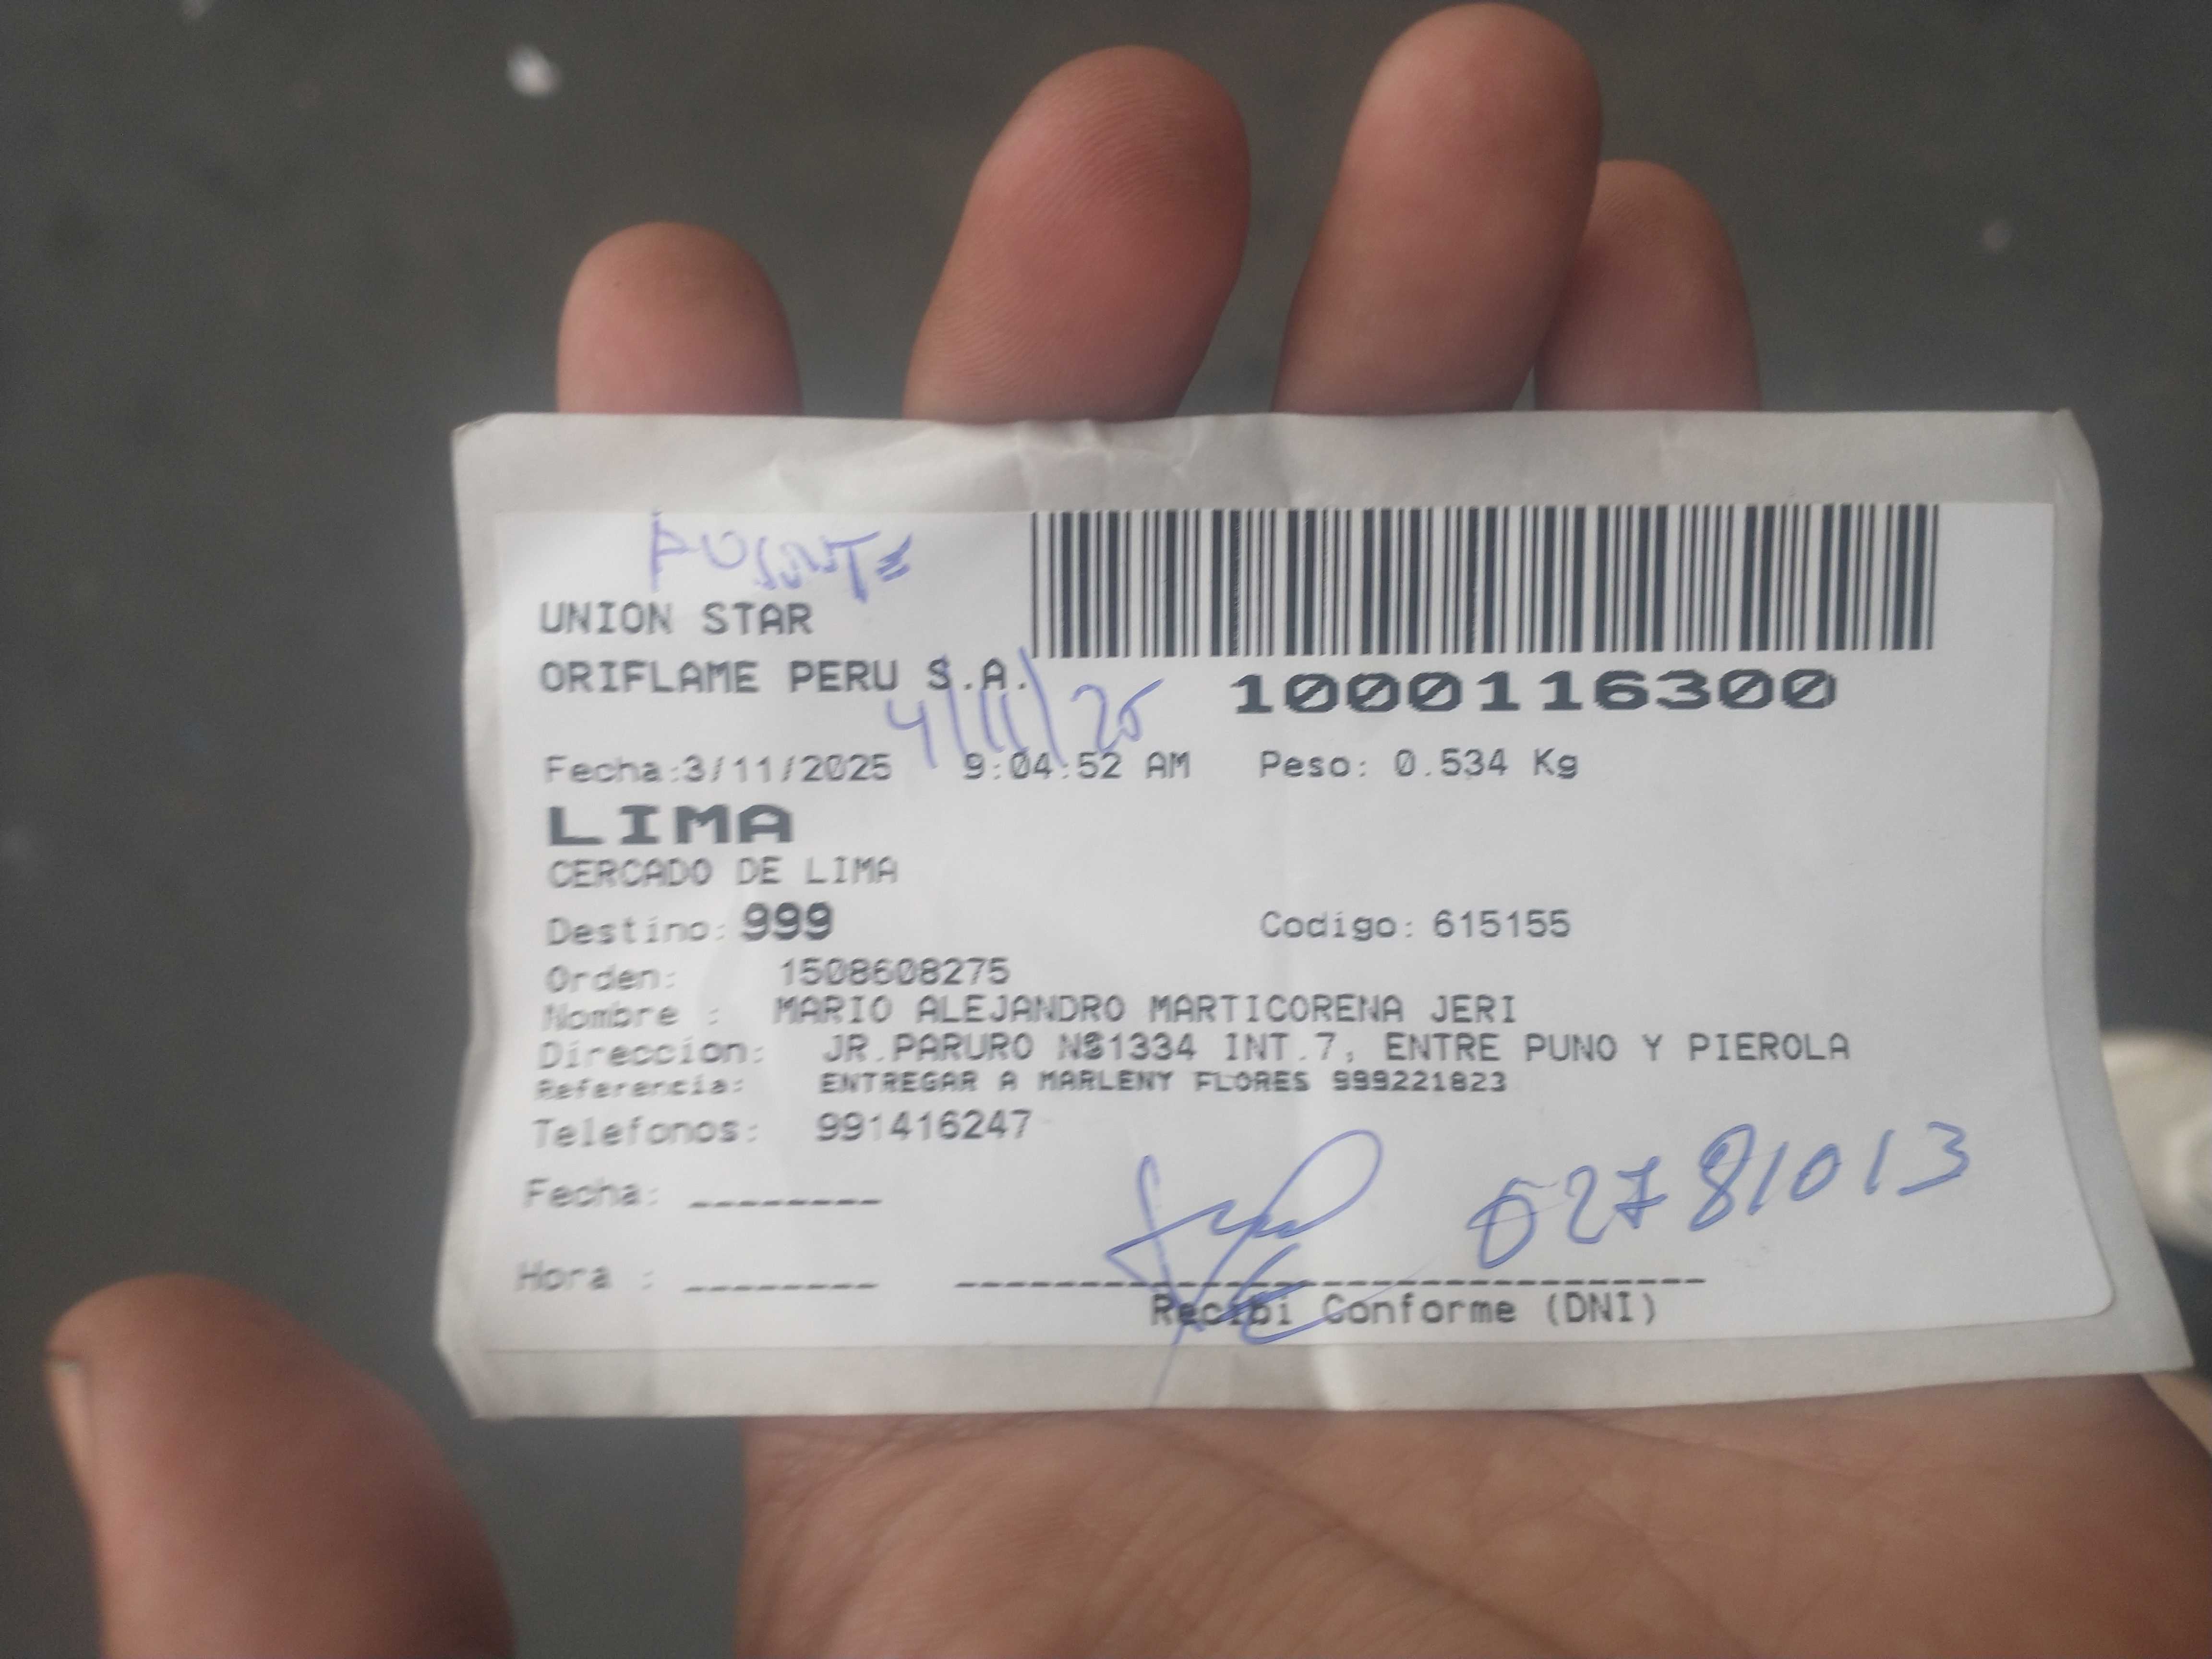 UNION STAR
ORIFLAME PERU S.A.
4/11/25
1000116300
Fecha:3/11/2025 9:04:52 AM Peso: 0.534 Kg
LIMA
CERCADO DE LIMA
Destino: 999 Codigo: 615155
Orden: 1508608275
Nombre : MARIO ALEJANDRO MARTICORENA JERI
Direccion: JR.PARURO N$1334 INT.7, ENTRE PUNO Y PIEROLA
Referencia: ENTREGAR A MARLENY FLORES 999221823
Telefonos: 991416247
Fecha: ________
02781013
Hora : ________
Recibi Conforme (DNI)